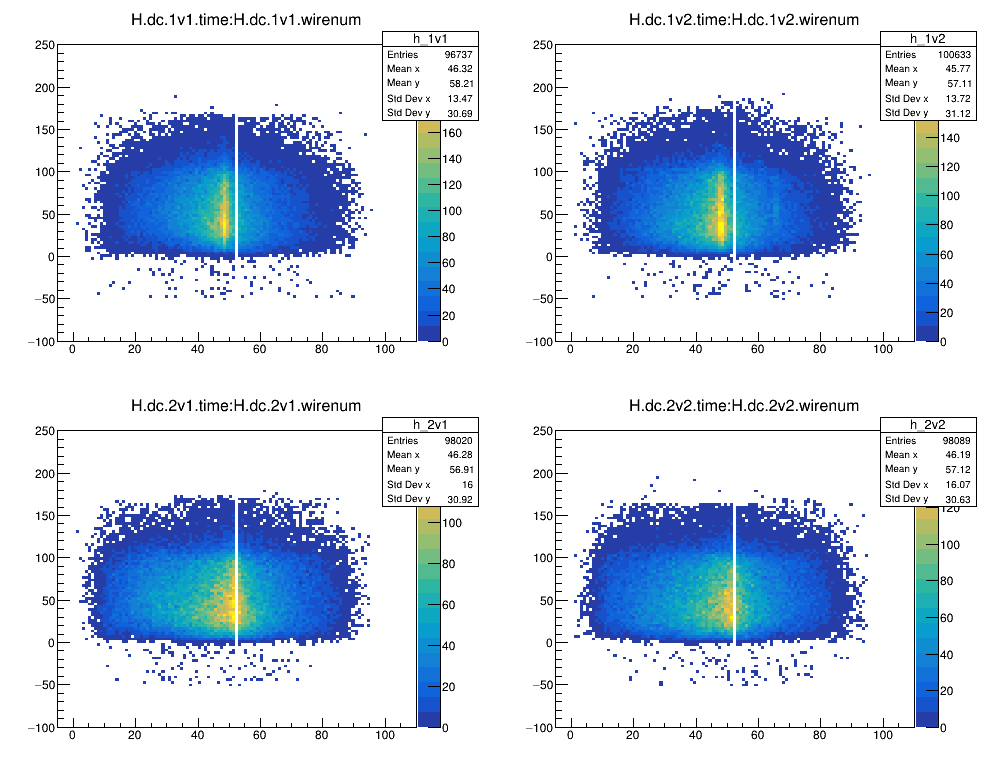 H.dc.1v1.time:H.dc.1v1.wirenum
h_1v1
Entries 96737
Mean x 46.32
Mean y 58.21
Std Dev x 13.47
Std Dev y 30.69
250
200
150
100
50
0
−50
−100
0 20 40 60 80 100
160
140
120
100
80
60
40
20
0
H.dc.1v2.time:H.dc.1v2.wirenum
h_1v2
Entries 100633
Mean x 45.77
Mean y 57.11
Std Dev x 13.72
Std Dev y 31.12
250
200
150
100
50
0
−50
−100
0 20 40 60 80 100
140
120
100
80
60
40
20
0
H.dc.2v1.time:H.dc.2v1.wirenum
h_2v1
Entries 98020
Mean x 46.28
Mean y 56.91
Std Dev x 16
Std Dev y 30.92
250
200
150
100
50
0
−50
−100
0 20 40 60 80 100
100
80
60
40
20
0
H.dc.2v2.time:H.dc.2v2.wirenum
h_2v2
Entries 98089
Mean x 46.19
Mean y 57.12
Std Dev x 16.07
Std Dev y 30.63
250
200
150
100
50
0
−50
−100
0 20 40 60 80 100
120
100
80
60
40
20
0